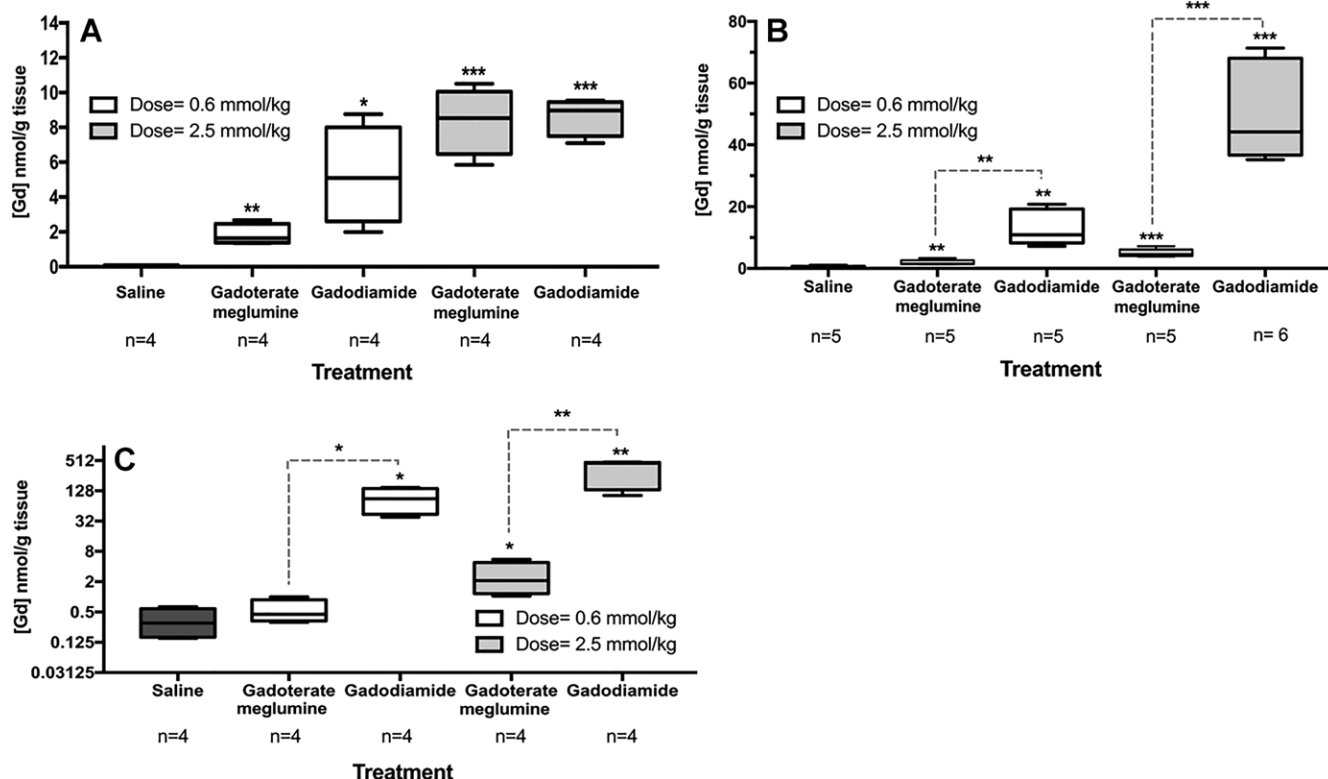 A
[Gd] nmol/g tissue
14
12
10
8
6
4
2
0
Dose= 0.6 mmol/kg
Dose= 2.5 mmol/kg
**
*
***
***
Saline
Gadoterate meglumine
Gadodiamide
Gadoterate meglumine
Gadodiamide
n=4 n=4 n=4 n=4 n=4
Treatment
B
[Gd] nmol/g tissue
80
60
40
20
0
Dose= 0.6 mmol/kg
Dose= 2.5 mmol/kg
**
**
**
***
***
***
Saline
Gadoterate meglumine
Gadodiamide
Gadoterate meglumine
Gadodiamide
n=5 n=5 n=5 n=5 n= 6
Treatment
C
[Gd] nmol/g tissue
512
128
32
8
2
0.5
0.125
0.03125
*
*
*
**
**
Dose= 0.6 mmol/kg
Dose= 2.5 mmol/kg
Saline
Gadoterate meglumine
Gadodiamide
Gadoterate meglumine
Gadodiamide
n=4 n=4 n=4 n=4 n=4
Treatment